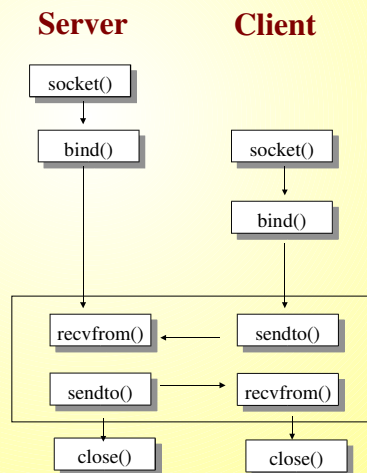 Server Client
socket()
bind()
socket()
bind()
recvfrom() sendto()
sendto() recvfrom()
close() close()